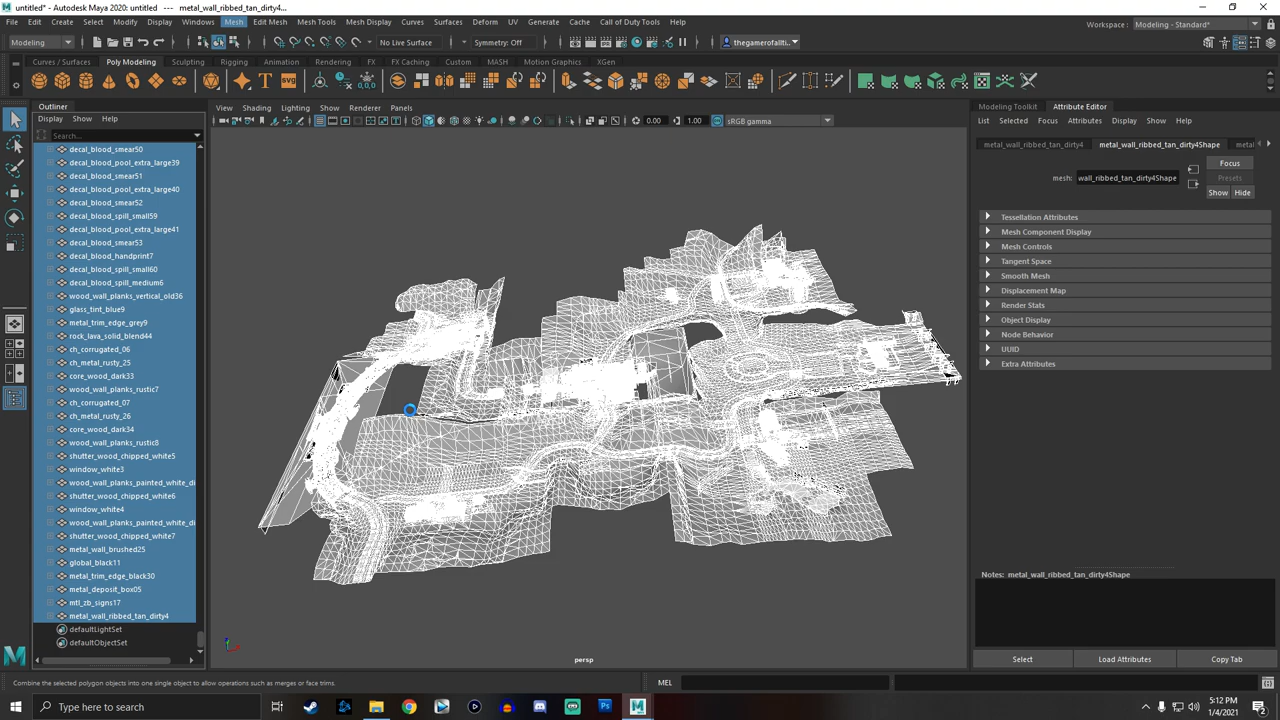 untitled* - Autodesk Maya 2020: untitled   ---   metal_wall_ribbed_tan_dirty4...
File Edit Create Select Modify Display Windows Mesh Edit Mesh Mesh Tools Mesh Display Curves Surfaces Deform UV Generate Cache Call of Duty Tools Help
Workspace : Modeling - Standard*
Modeling No Live Surface Symmetry: Off
Curves / Surfaces Poly Modeling Sculpting Rigging Animation Rendering FX FX Caching Custom MASH Motion Graphics XGen
Outliner
Display Show Help
Search...
decal_blood_smear50
decal_blood_pool_extra_large39
decal_blood_smear51
decal_blood_pool_extra_large40
decal_blood_smear52
decal_blood_spill_small59
decal_blood_pool_extra_large41
decal_blood_smear53
decal_blood_handprint7
decal_blood_spill_small60
decal_blood_spill_medium6
wood_wall_planks_vertical_old36
glass_tint_blue9
metal_trim_edge_grey9
rock_lava_solid_blend44
ch_corrugated_06
ch_metal_rusty_25
core_wood_dark33
wood_wall_planks_rustic7
ch_corrugated_07
ch_metal_rusty_26
core_wood_dark34
wood_wall_planks_rustic8
shutter_wood_chipped_white5
window_white3
wood_wall_planks_painted_white_di
shutter_wood_chipped_white6
window_white4
wood_wall_planks_painted_white_di
shutter_wood_chipped_white7
metal_wall_brushed25
global_black11
metal_trim_edge_black30
metal_deposit_box05
mtl_zb_signs17
metal_wall_ribbed_tan_dirty4
defaultLightSet
defaultObjectSet
View Shading Lighting Show Renderer Panels
0.00 1.00 sRGB gamma
persp
Modeling Toolkit Attribute Editor
List Selected Focus Attributes Display Show Help
metal_wall_ribbed_tan_dirty4 metal_wall_ribbed_tan_dirty4Shape metal
mesh: wall_ribbed_tan_dirty4Shape
Focus
Presets
Show Hide
Tessellation Attributes
Mesh Component Display
Mesh Controls
Tangent Space
Smooth Mesh
Displacement Map
Render Stats
Object Display
Node Behavior
UUID
Extra Attributes
Notes: metal_wall_ribbed_tan_dirty4Shape
Select Load Attributes Copy Tab
Combine the selected polygon objects into one single object to allow operations such as merges or face trims.
MEL
Type here to search
5:12 PM
1/4/2021